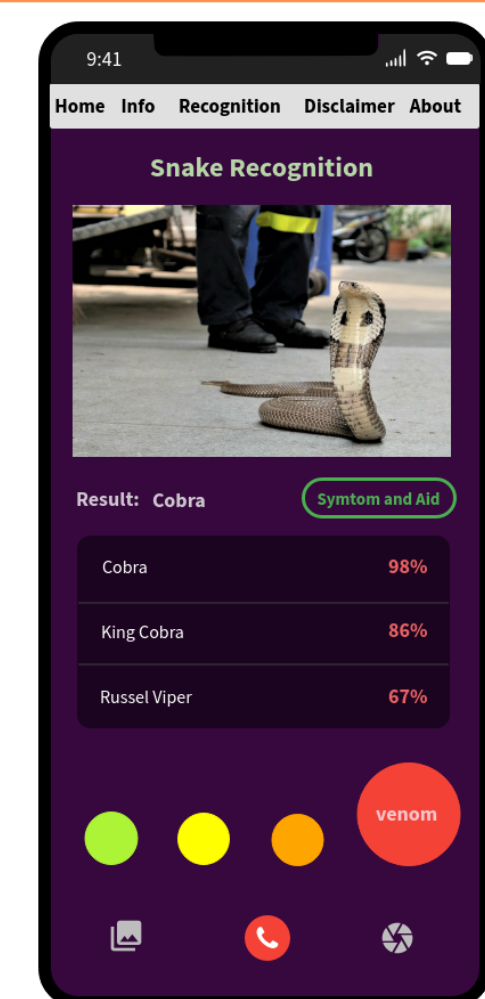 9:41
Home Info Recognition Disclaimer About
Snake Recognition
Result: Cobra
Symtom and Aid
Cobra 98%
King Cobra 86%
Russel Viper 67%
venom